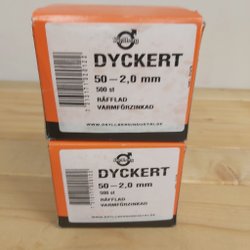 DYCKERT
50 – 2,0 mm
500 st
RÄFFLAD
VARMFÖRZINKAD
DYCKERT
50 – 2,0 mm
500 st
RÄFFLAD
VARMFÖRZINKAD